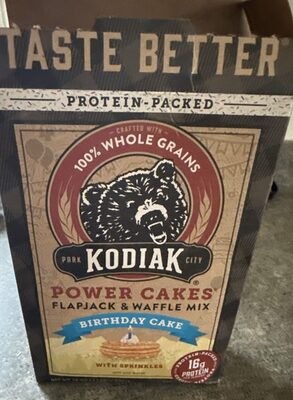 TASTE BETTER
PROTEIN-PACKED
CRAFTED WITH
100% WHOLE GRAINS
PARK KODIAK® CITY
POWER CAKES®
FLAPJACK & WAFFLE MIX
BIRTHDAY CAKE
WITH SPRINKLES
PROTEIN-PACKED
16g
PROTEIN